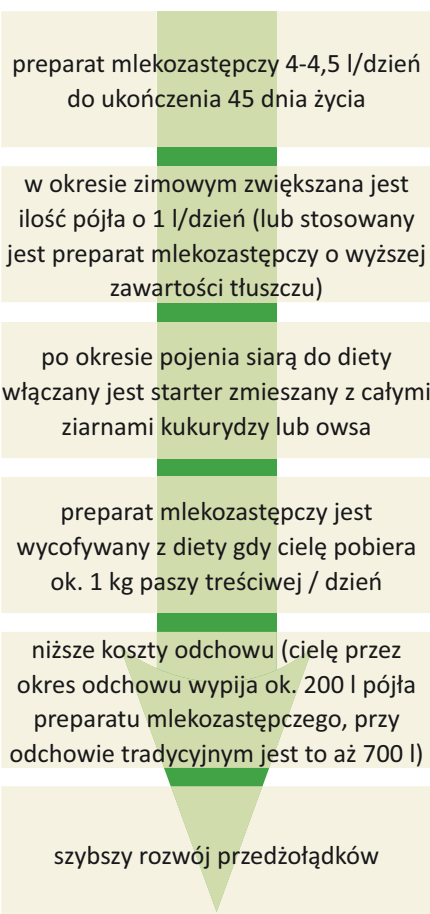 preparat mlekozastępczy 4-4,5 l/dzień
do ukończenia 45 dnia życia
w okresie zimowym zwiększana jest
ilość pójła o 1 l/dzień (lub stosowany
jest preparat mlekozastępczy o wyższej
zawartości tłuszczu)
po okresie pojenia siarą do diety
włączany jest starter zmieszany z całymi
ziarnami kukurydzy lub owsa
preparat mlekozastępczy jest
wycofywany z diety gdy cielę pobiera
ok. 1 kg paszy treściwej / dzień
niższe koszty odchowu (cielę przez
okres odchowu wypija ok. 200 l pójła
preparatu mlekozastępczego, przy
odchowie tradycyjnym jest to aż 700 l)
szybszy rozwój przedżołądków